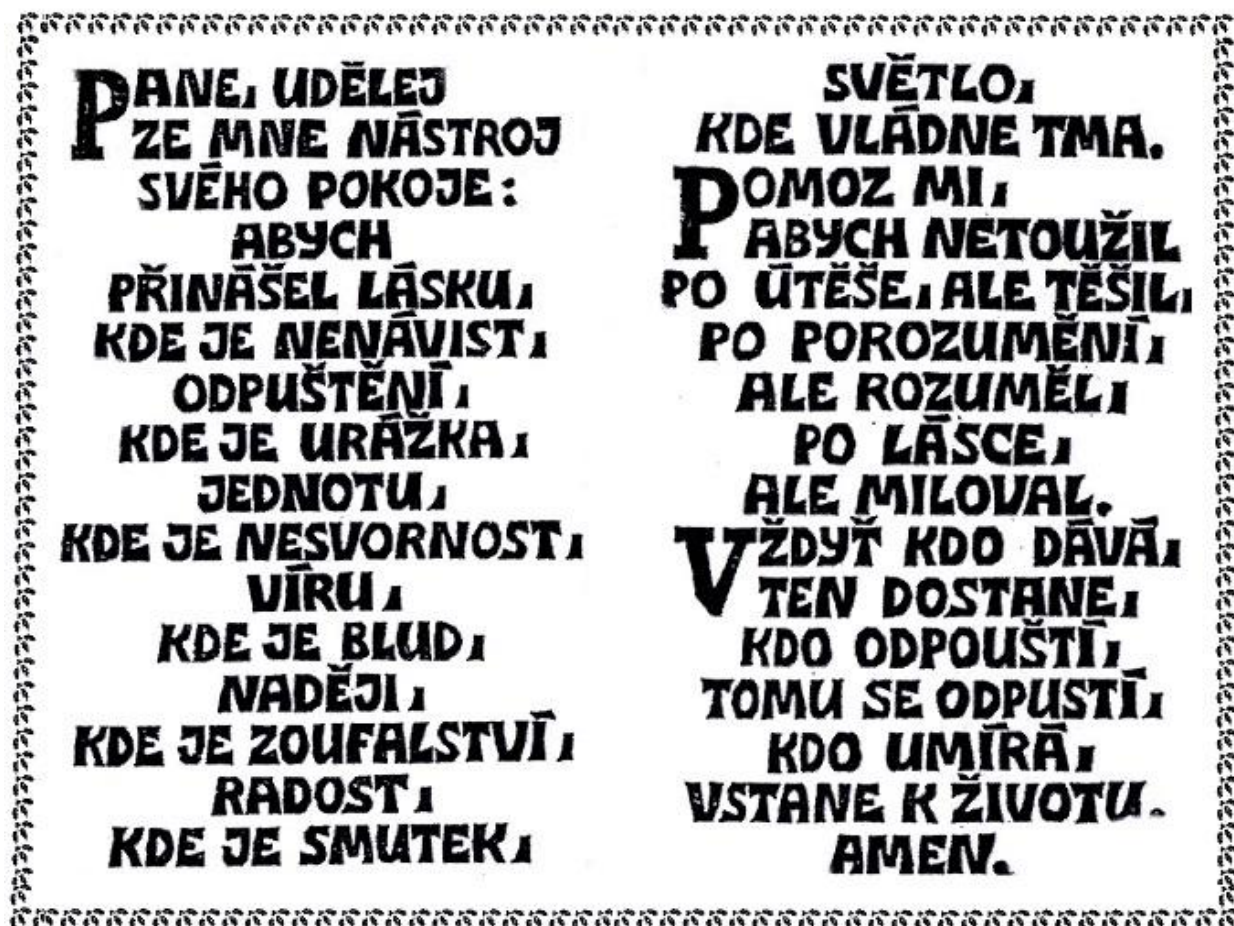 PANE, UDĚLEJ
ZE MNE NÁSTROJ
SVÉHO POKOJE:
ABYCH
PŘINÁŠEL LÁSKU,
KDE JE NENÁVIST,
ODPUŠTĚNÍ,
KDE JE URÁŽKA,
JEDNOTU,
KDE JE NESVORNOST,
VÍRU,
KDE JE BLUD,
NADĚJI,
KDE JE ZOUFALSTVÍ,
RADOST,
KDE JE SMUTEK,
SVĚTLO,
KDE VLÁDNE TMA.
POMOZ MI,
ABYCH NETOUŽIL
PO ÚTĚŠE, ALE TĚŠIL,
PO POROZUMĚNÍ,
ALE ROZUMĚL,
PO LÁSCE,
ALE MILOVAL.
VŽDYŤ KDO DÁVÁ,
TEN DOSTANE,
KDO ODPOUŠTÍ,
TOMU SE ODPUSTÍ,
KDO UMÍRÁ,
VSTANE K ŽIVOTU.
AMEN.